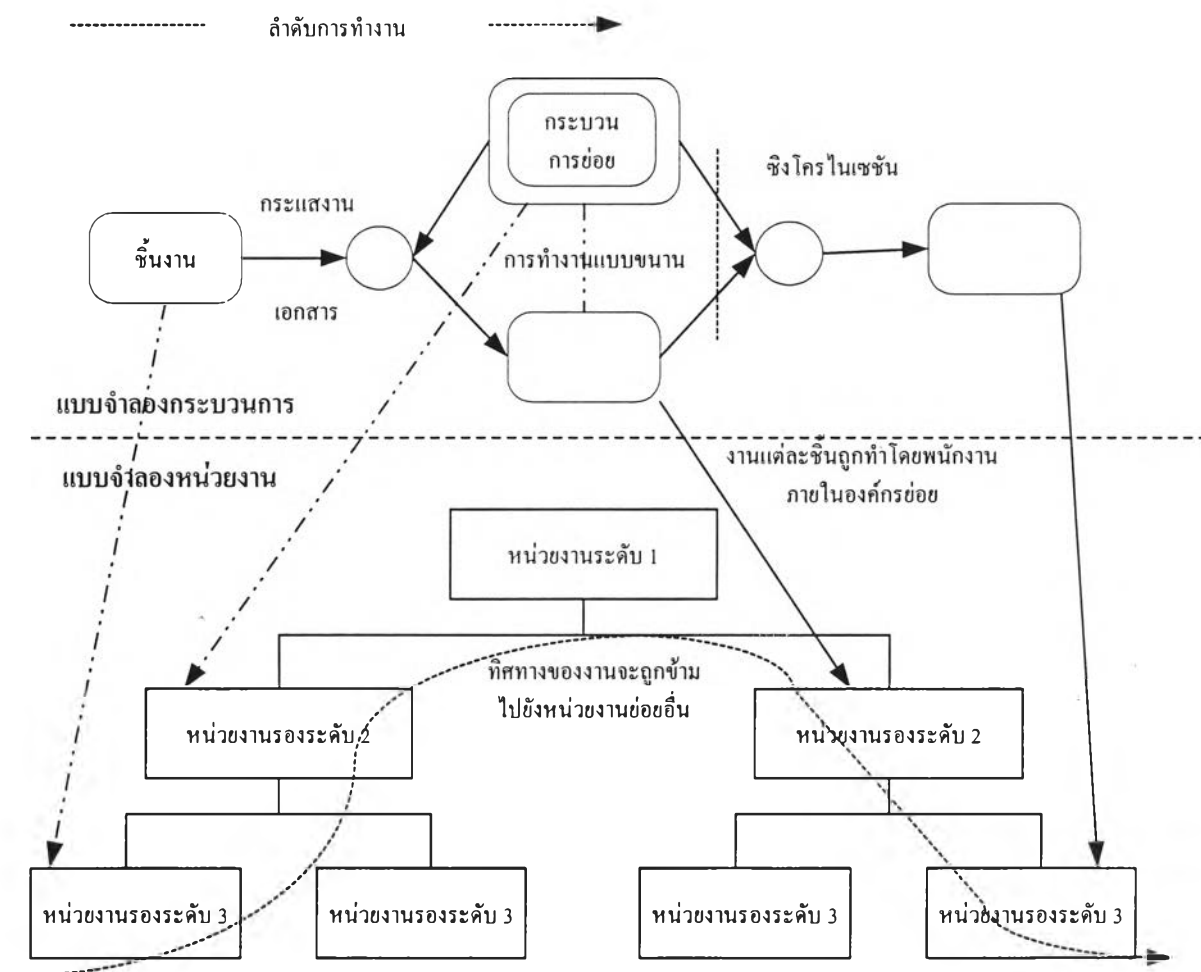 ลำดับการทำงาน
กระบวน
การย่อย
ซิงโครไนเซชัน
กระแสงาน
ชิ้นงาน
การทำงานแบบขนาน
เอกสาร
แบบจำลองกระบวนการ
แบบจำลองหน่วยงาน
งานแต่ละชิ้นถูกทำโดยพนักงาน
ภายในองค์กรย่อย
หน่วยงานระดับ 1
ทิศทางของงานจะถูกข้าม
ไปยังหน่วยงานย่อยอื่น
หน่วยงานรองระดับ 2
หน่วยงานรองระดับ 2
หน่วยงานรองระดับ 3
หน่วยงานรองระดับ 3
หน่วยงานรองระดับ 3
หน่วยงานรองระดับ 3